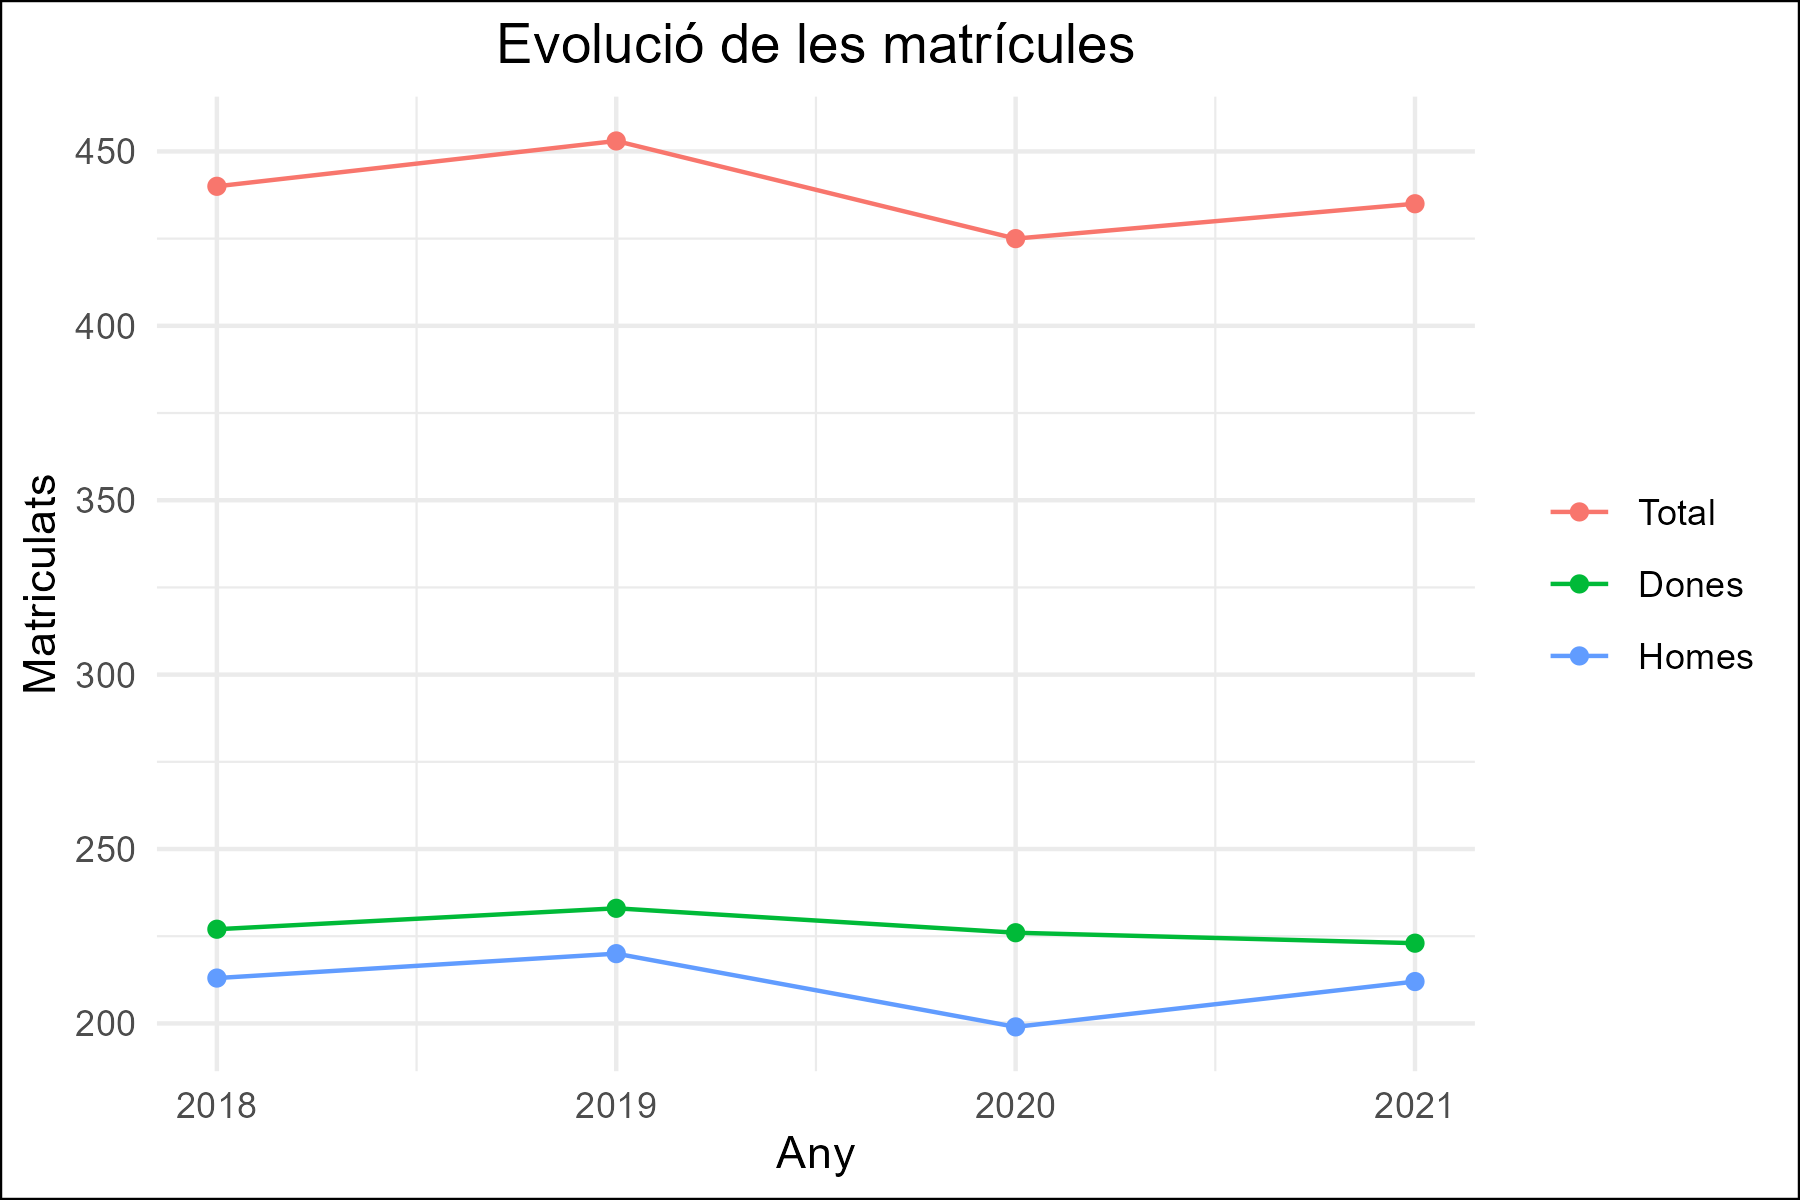 Evolució de les matrícules
450
400
350
300
250
200
Matriculats
2018 2019 2020 2021
Any
Total
Dones
Homes